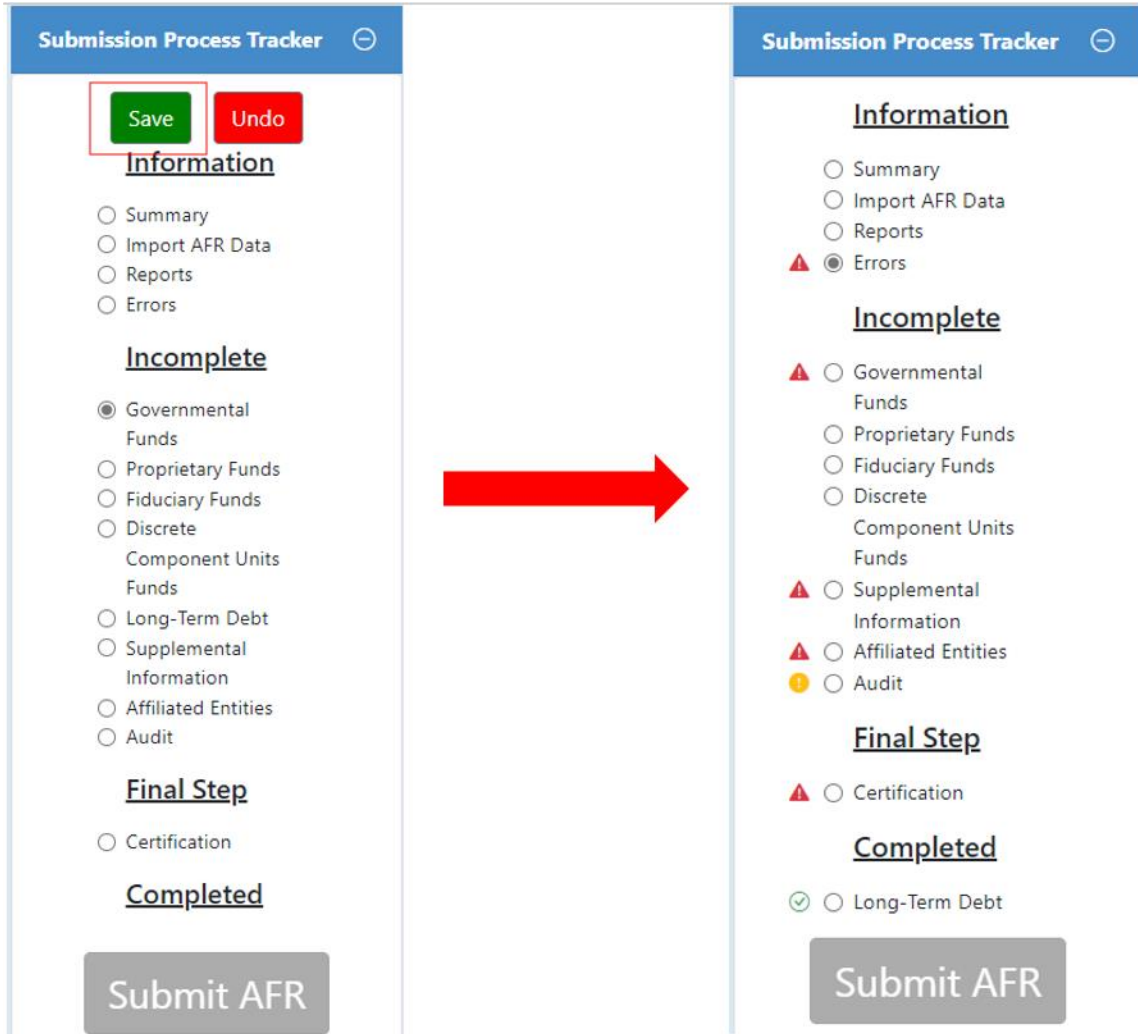 Submission Process Tracker
Save Undo
Information
Summary
Import AFR Data
Reports
Errors
Incomplete
Governmental
Funds
Proprietary Funds
Fiduciary Funds
Discrete
Component Units
Funds
Long-Term Debt
Supplemental
Information
Affiliated Entities
Audit
Final Step
Certification
Completed
Submit AFR
Submission Process Tracker
Information
Summary
Import AFR Data
Reports
Errors
Incomplete
Governmental
Funds
Proprietary Funds
Fiduciary Funds
Discrete
Component Units
Funds
Supplemental
Information
Affiliated Entities
Audit
Final Step
Certification
Completed
Long-Term Debt
Submit AFR